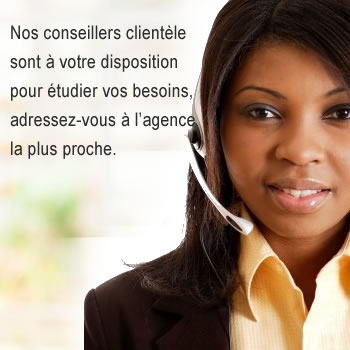 Nos conseillers clientèle
sont à votre disposition
pour étudier vos besoins,
adressez-vous à l'agence
la plus proche.